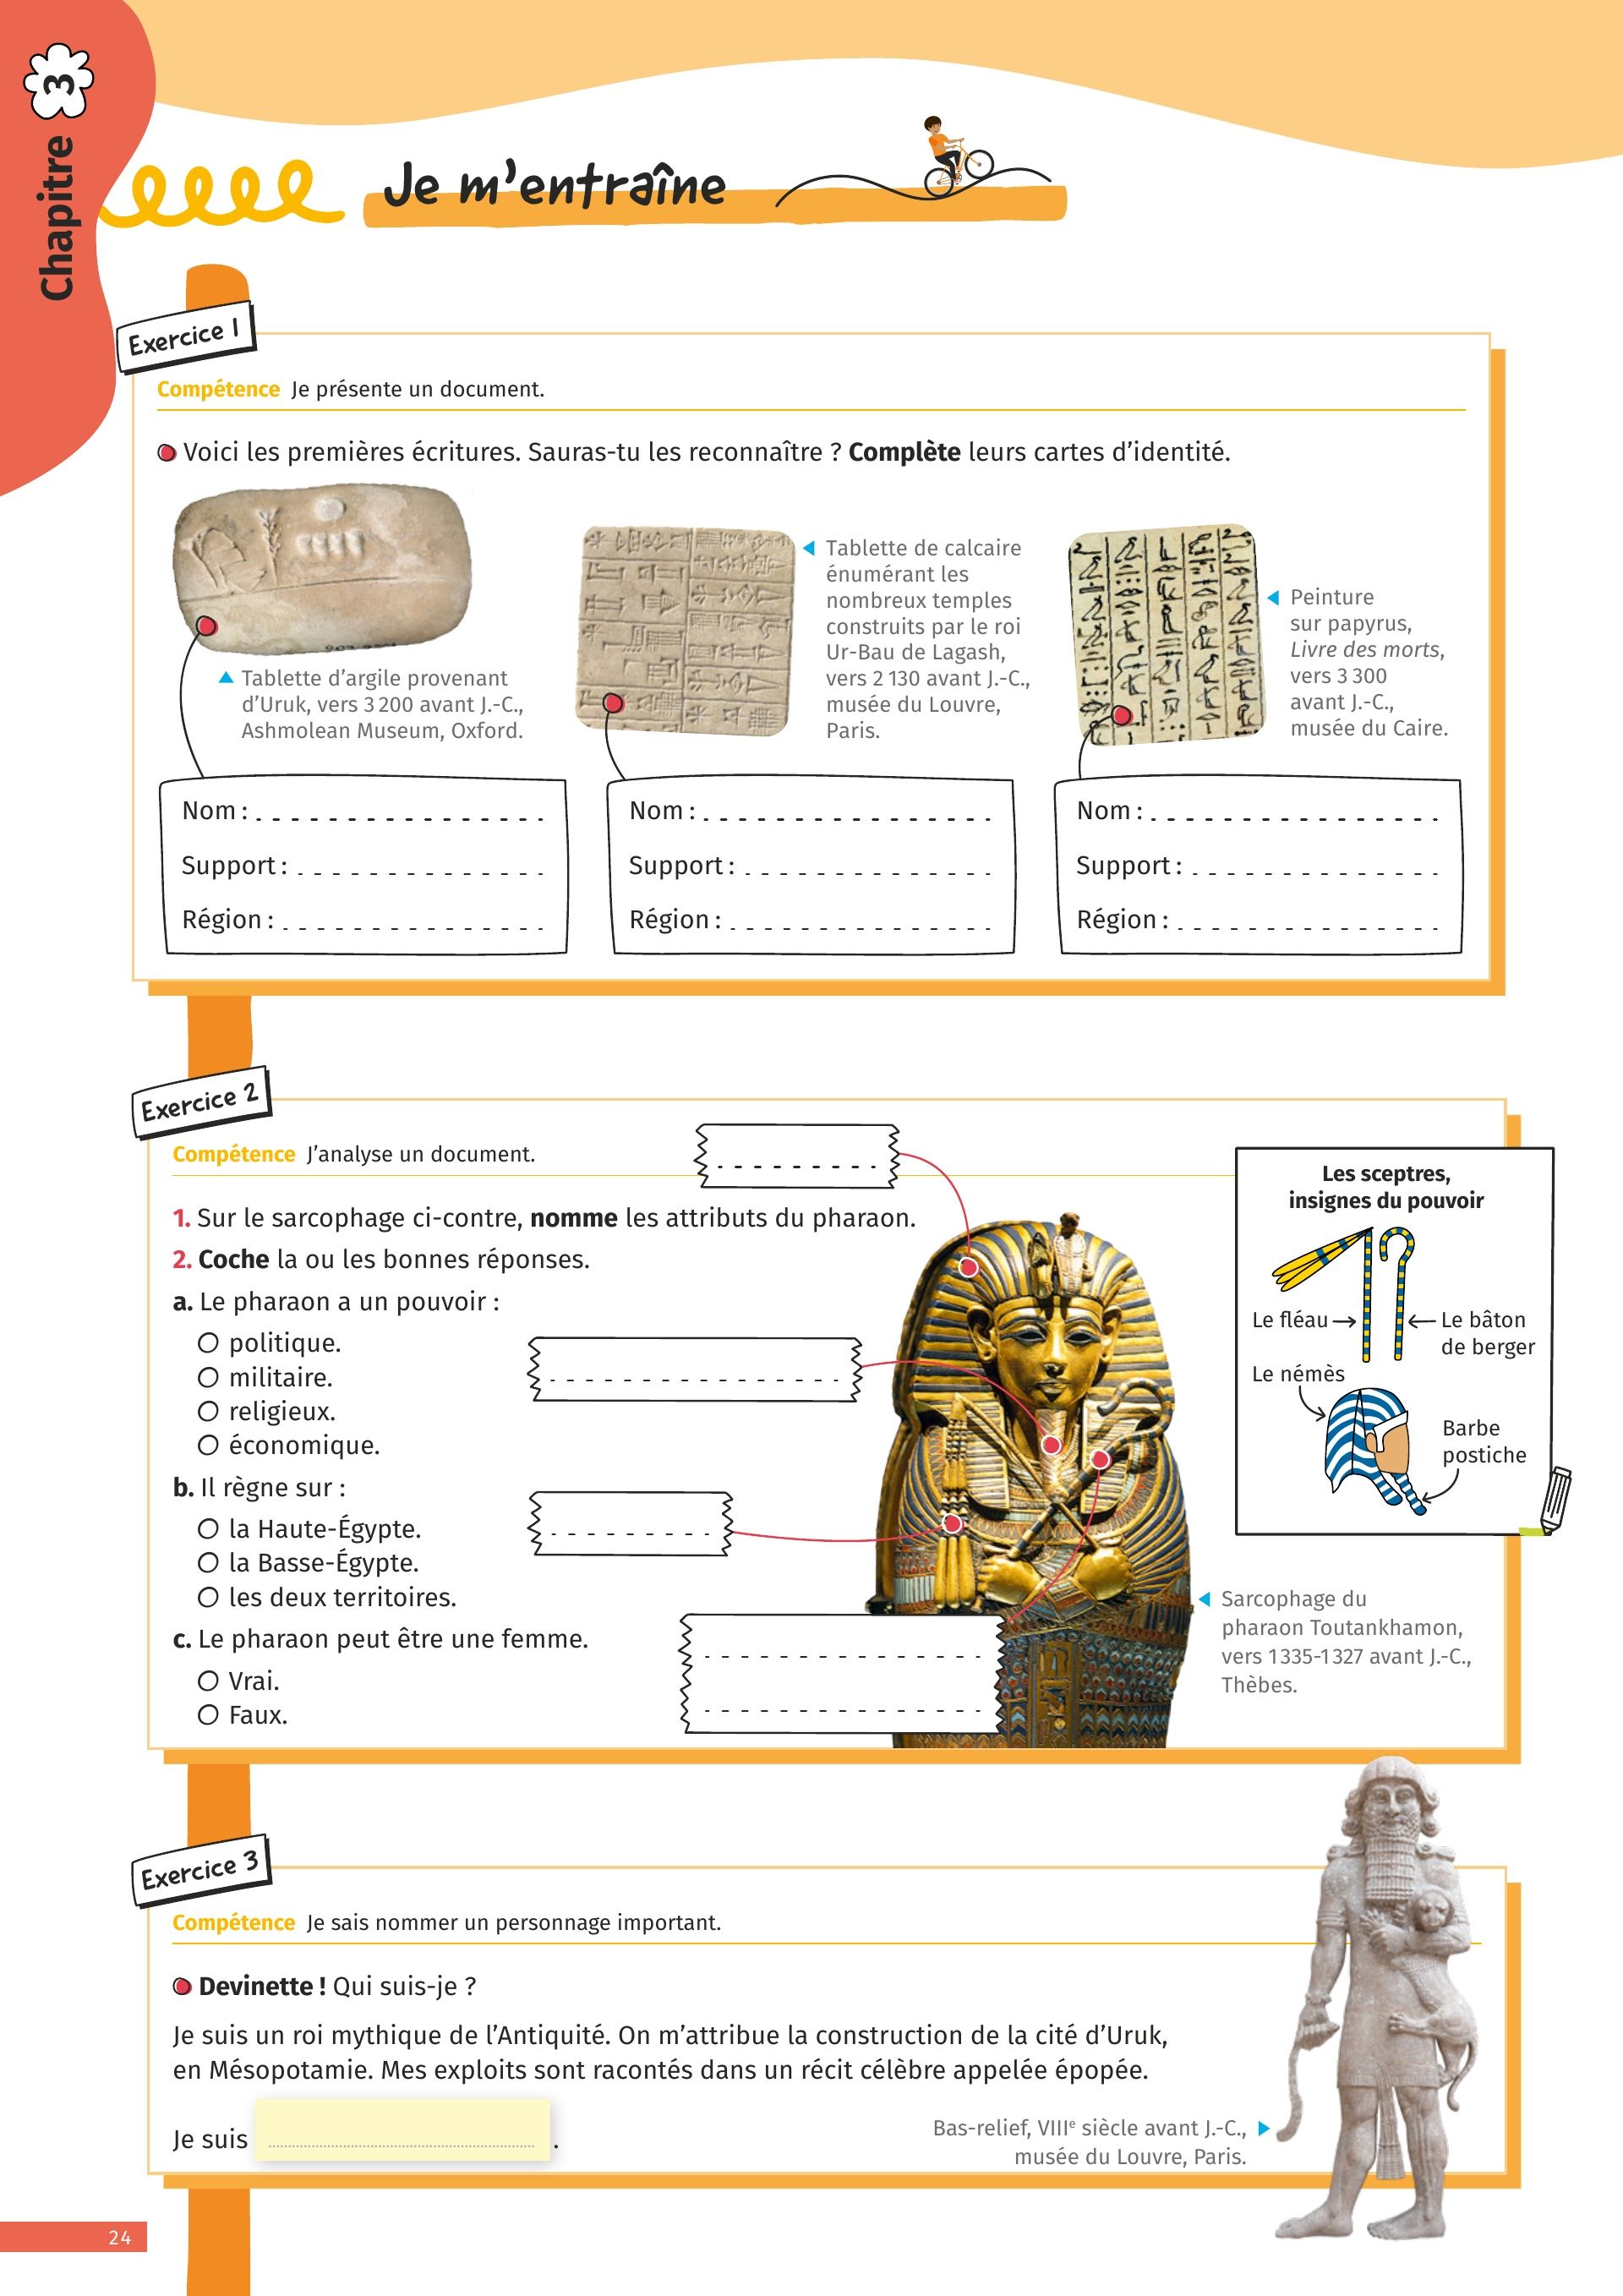 Chapitre 3
Je m'entraîne
Exercice 1
Compétence Je présente un document.
Voici les premières écritures. Sauras-tu les reconnaître ? Complète leurs cartes d'identité.
Tablette d'argile provenant
d'Uruk, vers 3 200 avant J.-C.,
Ashmolean Museum, Oxford.
Tablette de calcaire
énumérant les
nombreux temples
construits par le roi
Ur-Bau de Lagash,
vers 2 130 avant J.-C.,
musée du Louvre,
Paris.
Peinture
sur papyrus,
Livre des morts,
vers 3 300
avant J.-C.,
musée du Caire.
Nom :
Support :
Région :
Nom :
Support :
Région :
Nom :
Support :
Région :
Exercice 2
Compétence J'analyse un document.
1. Sur le sarcophage ci-contre, nomme les attributs du pharaon.
2. Coche la ou les bonnes réponses.
a. Le pharaon a un pouvoir :
politique.
militaire.
religieux.
économique.
b. Il règne sur :
la Haute-Égypte.
la Basse-Égypte.
les deux territoires.
c. Le pharaon peut être une femme.
Vrai.
Faux.
Les sceptres,
insignes du pouvoir
Le fléau
Le bâton
de berger
Le némès
Barbe
postiche
Sarcophage du
pharaon Toutankhamon,
vers 1 335-1 327 avant J.-C.,
Thèbes.
Exercice 3
Compétence Je sais nommer un personnage important.
Devinette ! Qui suis-je ?
Je suis un roi mythique de l'Antiquité. On m'attribue la construction de la cité d'Uruk,
en Mésopotamie. Mes exploits sont racontés dans un récit célèbre appelée épopée.
Je suis .
Bas-relief, VIIIe siècle avant J.-C.,
musée du Louvre, Paris.
24